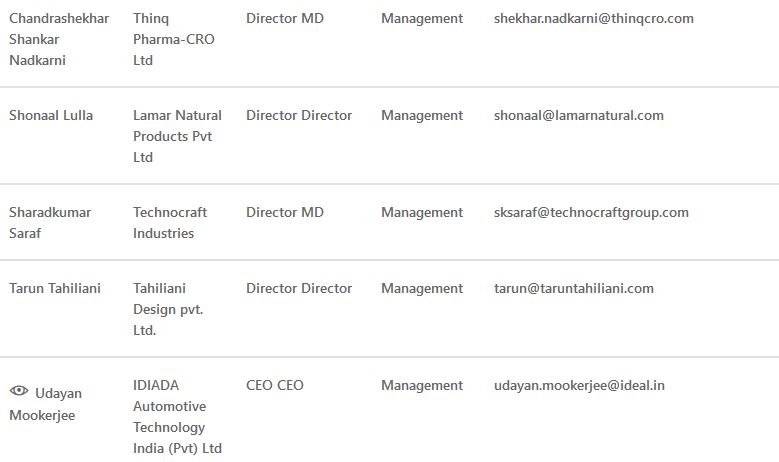 Chandrashekhar Thinq Director MD Management shekhar.nadkarni@thinqcro.com
Shankar Pharma-CRO
Nadkarni Ltd
Shonaal Lulla Lamar Natural Director Director Management shonaal@lamarnatural.com
Products Pvt
Ltd
Sharadkumar Technocraft Director MD Management sksaraf@technocraftgroup.com
Saraf Industries
Tarun Tahiliani Tahiliani Director Director Management tarun@taruntahiliani.com
Design pvt.
Ltd.
Udayan IDIADA CEO CEO Management udayan.mookerjee@ideal.in
Mookerjee Automotive
Technology
India (Pvt) Ltd